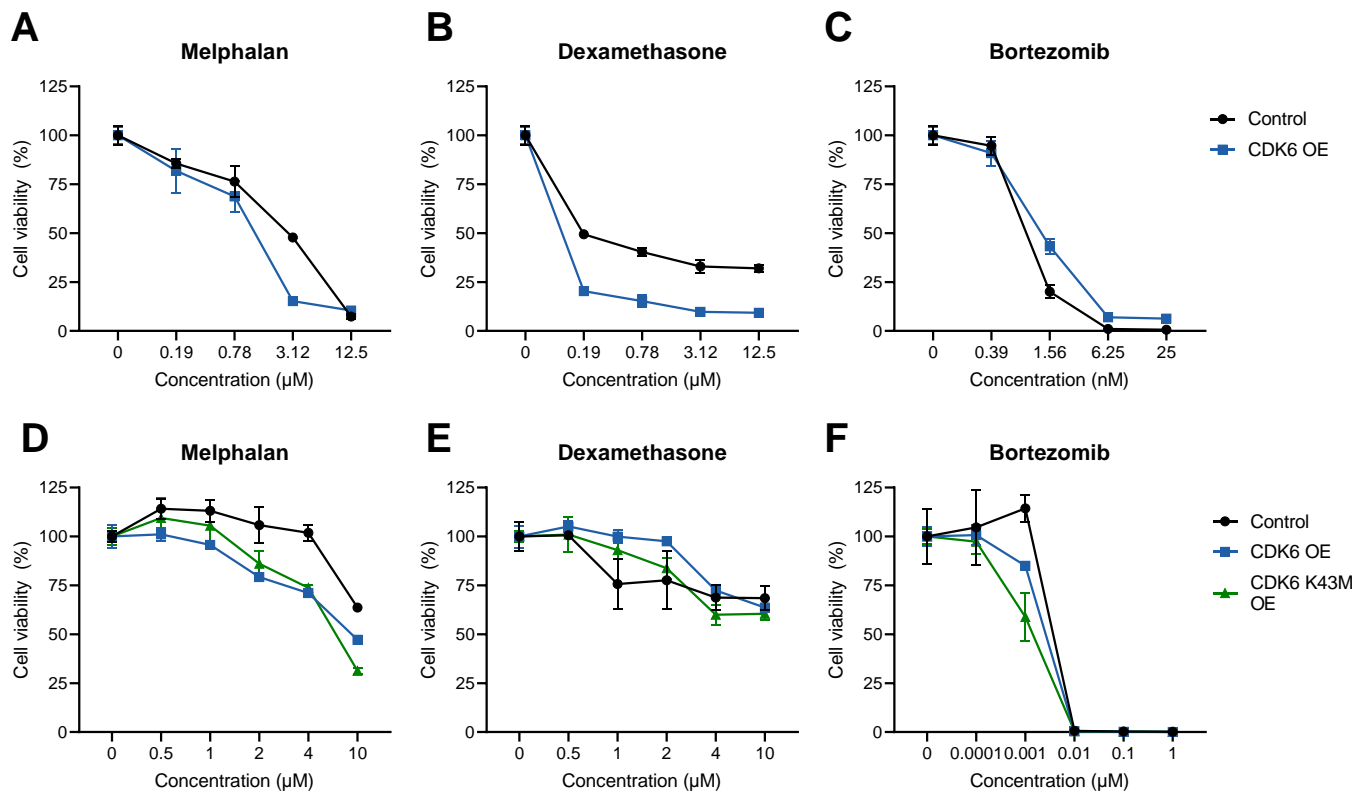 A
Melphalan
Cell viability (%)
125
100
75
50
25
0
0 0.19 0.78 3.12 12.5
Concentration (µM)
B
Dexamethasone
Cell viability (%)
125
100
75
50
25
0
0 0.19 0.78 3.12 12.5
Concentration (µM)
C
Bortezomib
Cell viability (%)
125
100
75
50
25
0
0 0.39 1.56 6.25 25
Concentration (nM)
Control
CDK6 OE
D
Melphalan
Cell viability (%)
125
100
75
50
25
0
0 0.5 1 2 4 10
Concentration (µM)
E
Dexamethasone
Cell viability (%)
125
100
75
50
25
0
0 0.5 1 2 4 10
Concentration (µM)
F
Bortezomib
Cell viability (%)
125
100
75
50
25
0
0 0.0001 0.001 0.01 0.1 1
Concentration (µM)
Control
CDK6 OE
CDK6 K43M
OE